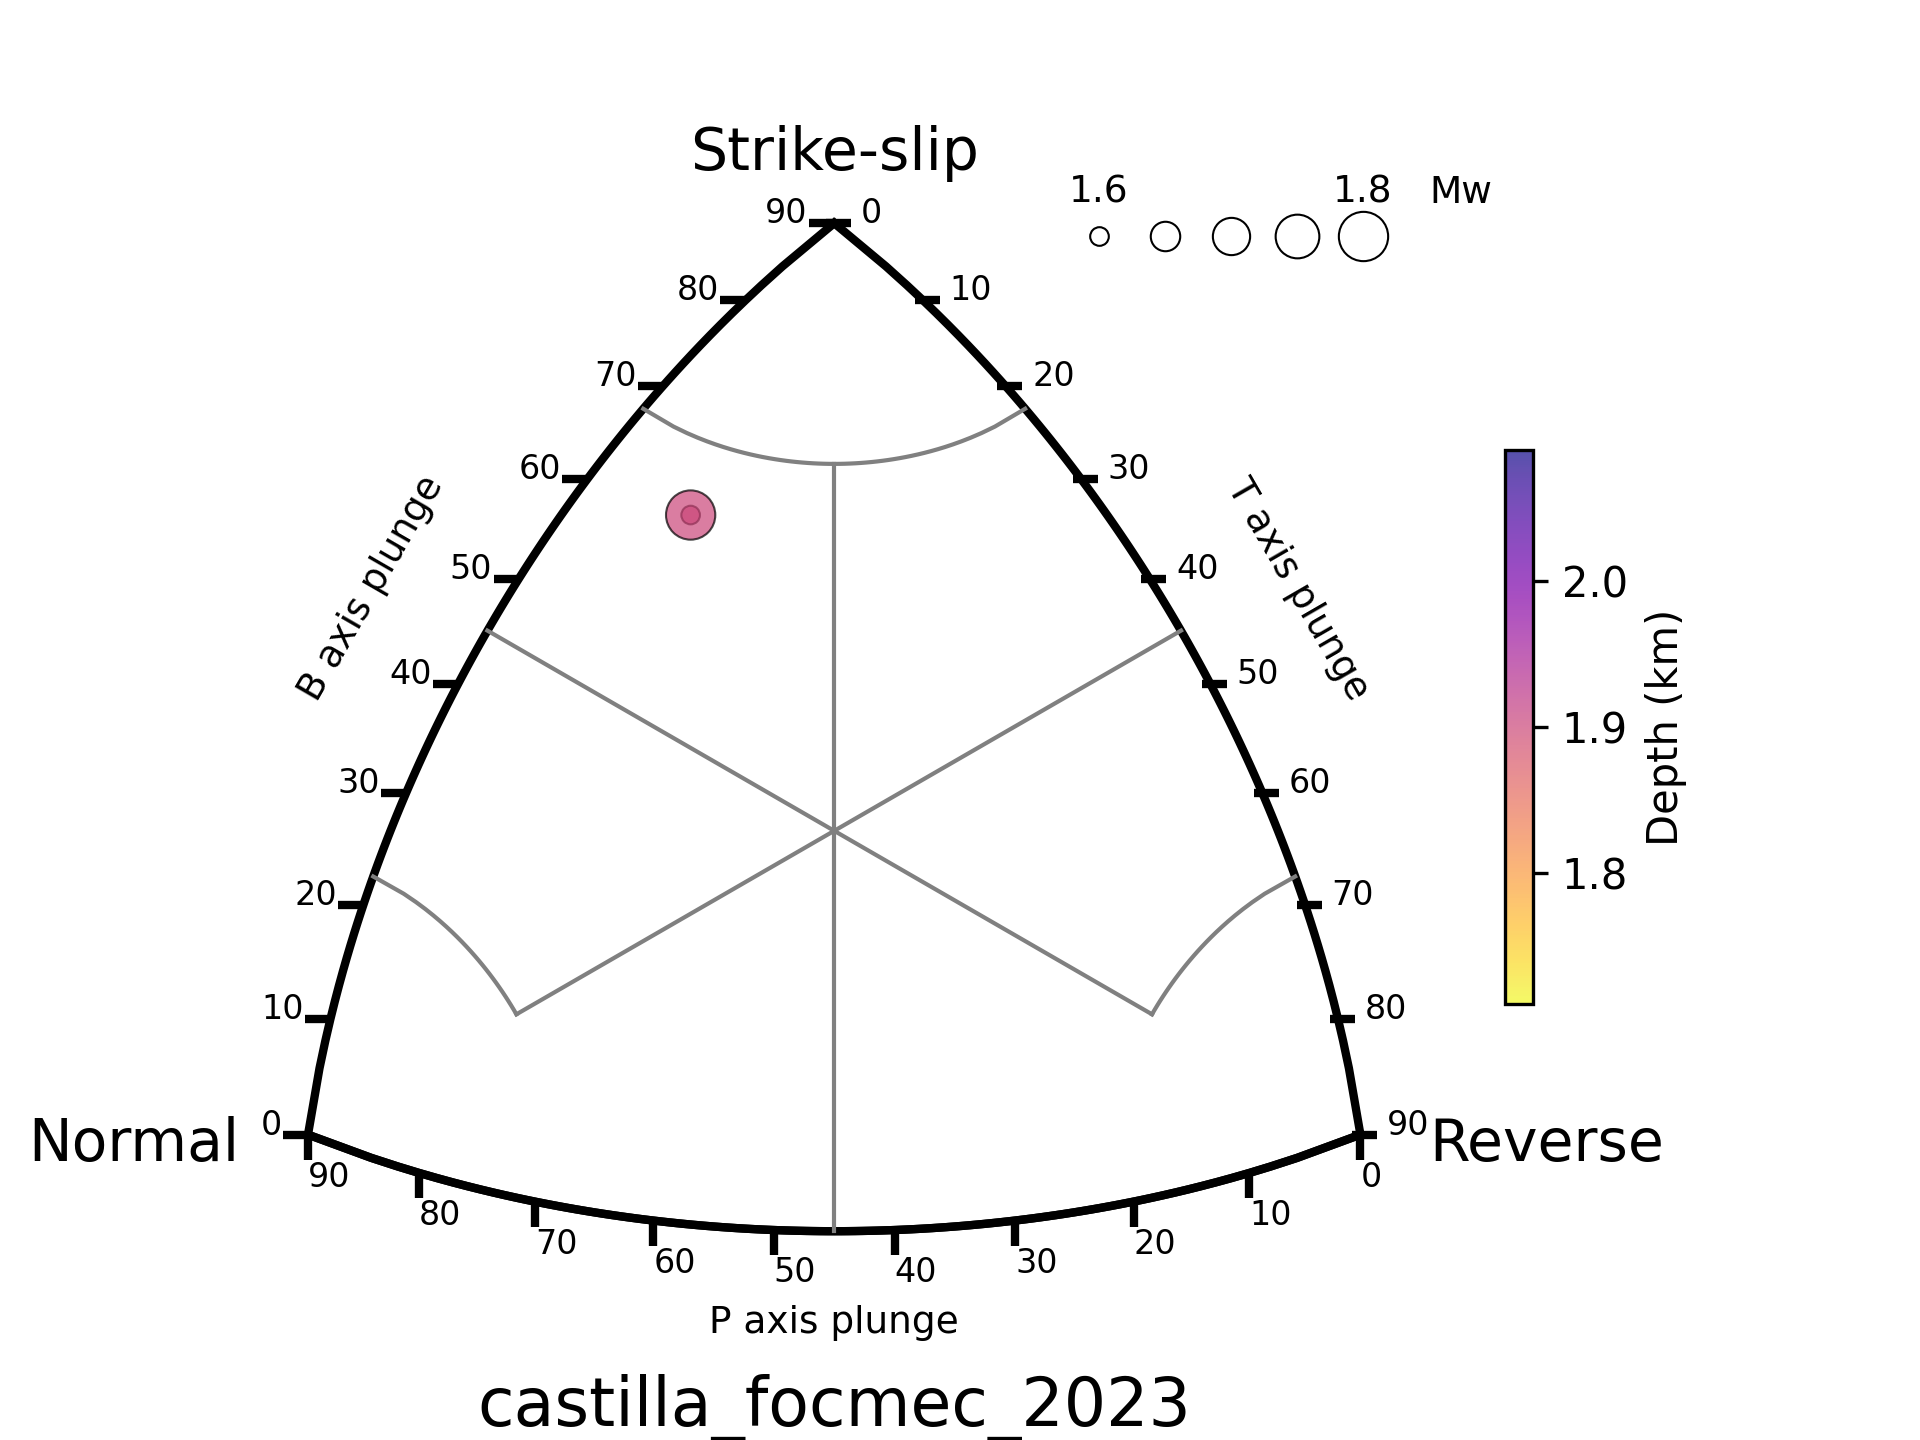 Strike-slip
1.6 1.8 Mw
90 0
80 10
70 20
60 30
50 40
40 50
30 60
20 70
10 80
0 90
B axis plunge
T axis plunge
2.0
1.9
1.8
Depth (km)
Normal
Reverse
90 80 70 60 50 40 30 20 10 0
P axis plunge
castilla_focmec_2023